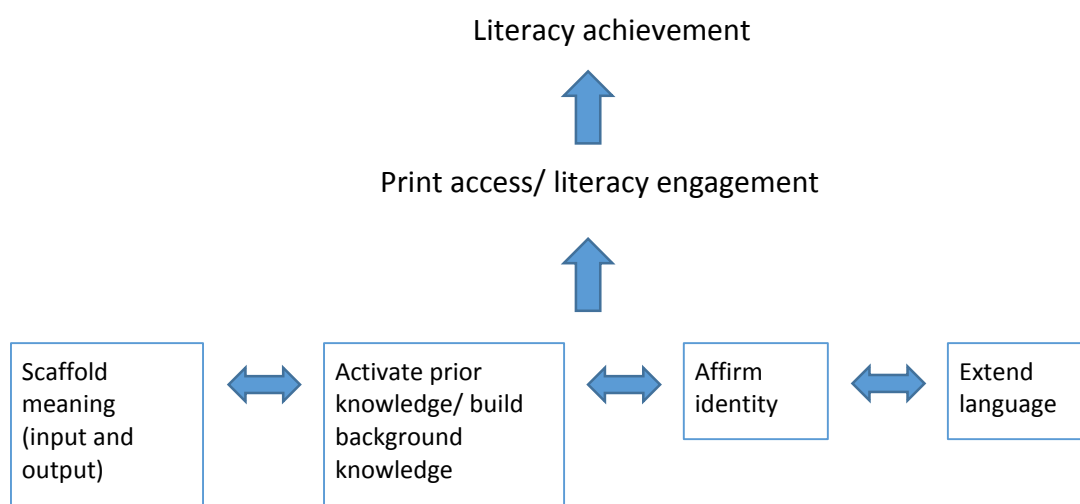 Literacy achievement
Print access/ literacy engagement
Scaffold
meaning
(input and
output)
Activate prior
knowledge/ build
background
knowledge
Affirm
identity
Extend
language